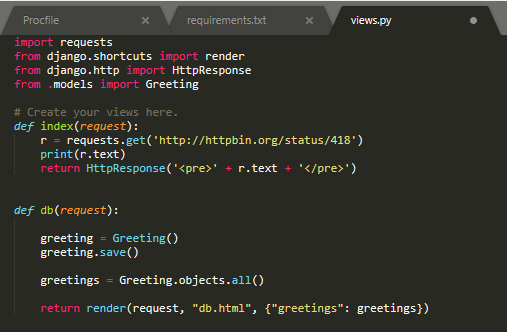 Procfile
requirements.txt
views.py
import requests
from django.shortcuts import render
from django.http import HttpResponse
from .models import Greeting
# Create your views here.
def index(request):
    r = requests.get('http://httpbin.org/status/418')
    print(r.text)
    return HttpResponse('<pre>' + r.text + '</pre>')
def db(request):
    greeting = Greeting()
    greeting.save()
    greetings = Greeting.objects.all()
    return render(request, "db.html", {"greetings": greetings})